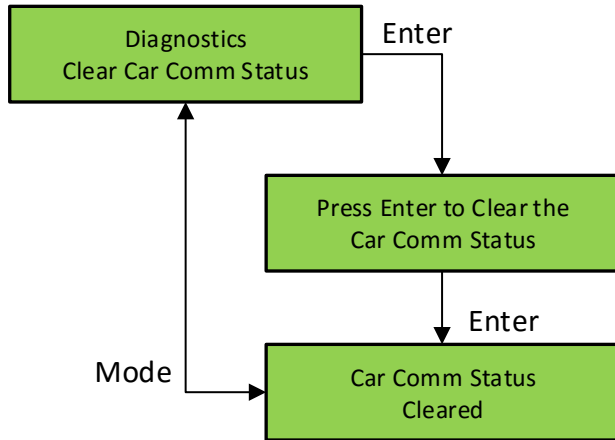 Diagnostics
Clear Car Comm Status
Enter
Press Enter to Clear the
Car Comm Status
Enter
Mode
Car Comm Status
Cleared